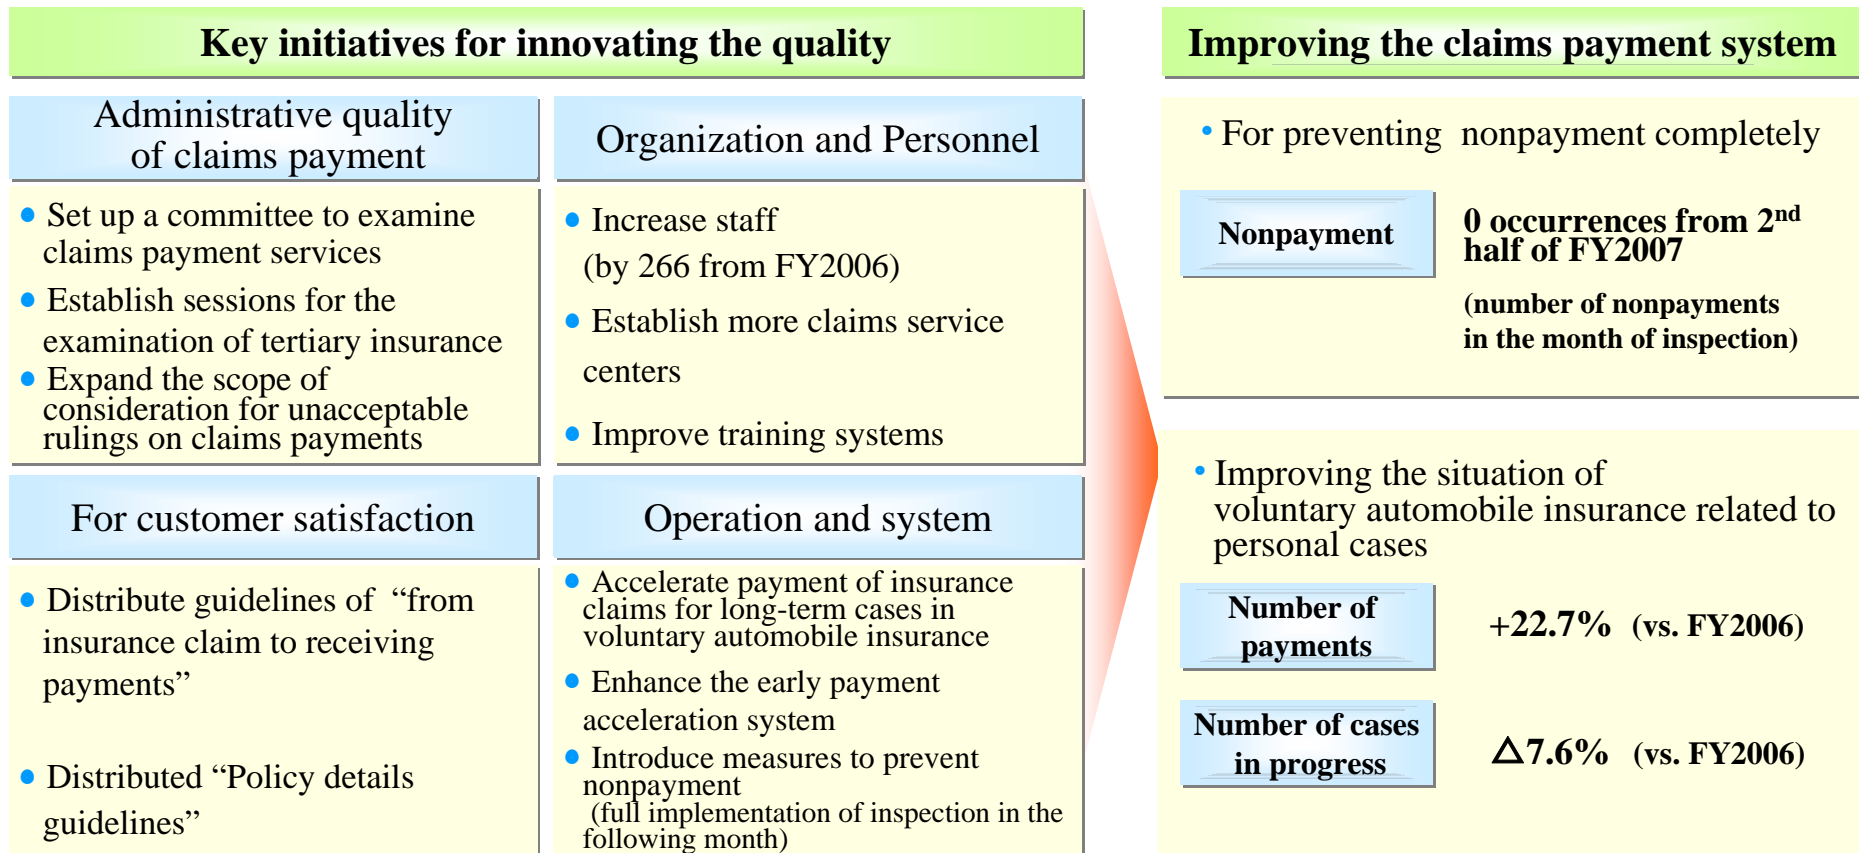 Key initiatives for innovating the quality
Administrative quality
of claims payment
• Set up a committee to examine
claims payment services
• Establish sessions for the
examination of tertiary insurance
• Expand the scope of
consideration for unacceptable
rulings on claims payments
Organization and Personnel
• Increase staff
(by 266 from FY2006)
• Establish more claims service
centers
• Improve training systems
For customer satisfaction
• Distribute guidelines of “from
insurance claim to receiving
payments”
• Distributed “Policy details
guidelines”
Operation and system
• Accelerate payment of insurance
claims for long-term cases in
voluntary automobile insurance
• Enhance the early payment
acceleration system
• Introduce measures to prevent
nonpayment
(full implementation of inspection in the
following month)
Improving the claims payment system
• For preventing nonpayment completely
Nonpayment
0 occurrences from 2nd
half of FY2007
(number of nonpayments
in the month of inspection)
• Improving the situation of
voluntary automobile insurance related to
personal cases
Number of
payments
+22.7% (vs. FY2006)
Number of cases
in progress
△7.6% (vs. FY2006)